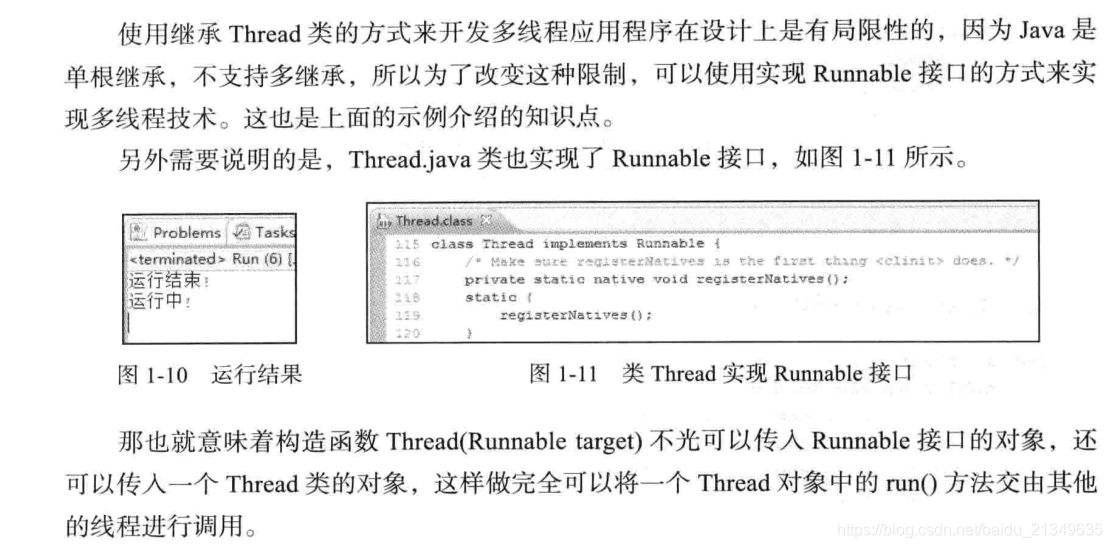 使用继承 Thread 类的方式来开发多线程应用程序在设计上是有局限性的，因为 Java 是
单根继承，不支持多继承，所以为了改变这种限制，可以使用实现 Runnable 接口的方式来实
现多线程技术。这也是上面的示例介绍的知识点。
另外需要说明的是，Thread.java 类也实现了 Runnable 接口，如图 1-11 所示。
Problems Tasks
<terminated> Run (6) [.
运行结束！
运行中！
Thread.class
115 class Thread implements Runnable {
116 /* Make sure registerNatives is the first thing <clinit> does. */
117 private static native void registerNatives();
118 static {
119 registerNatives();
120 }
图 1-10 运行结果
图 1-11 类 Thread 实现 Runnable 接口
那也就意味着构造函数 Thread(Runnable target) 不光可以传入 Runnable 接口的对象，还
可以传入一个 Thread 类的对象，这样做完全可以将一个 Thread 对象中的 run() 方法交由其他
的线程进行调用。
https://blog.csdn.net/baidu_21349635